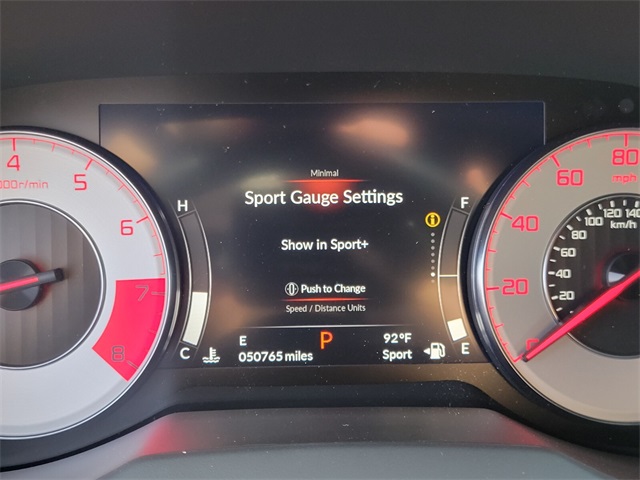 Minimal
Sport Gauge Settings
Show in Sport+
Push to Change
Speed / Distance Units
H
C
F
E
E
P
92°F
050765 miles
Sport
4
5
6
7
8
000r/min
0
20
40
60
80
mph
20
40
60
80
100
120
140
km/h